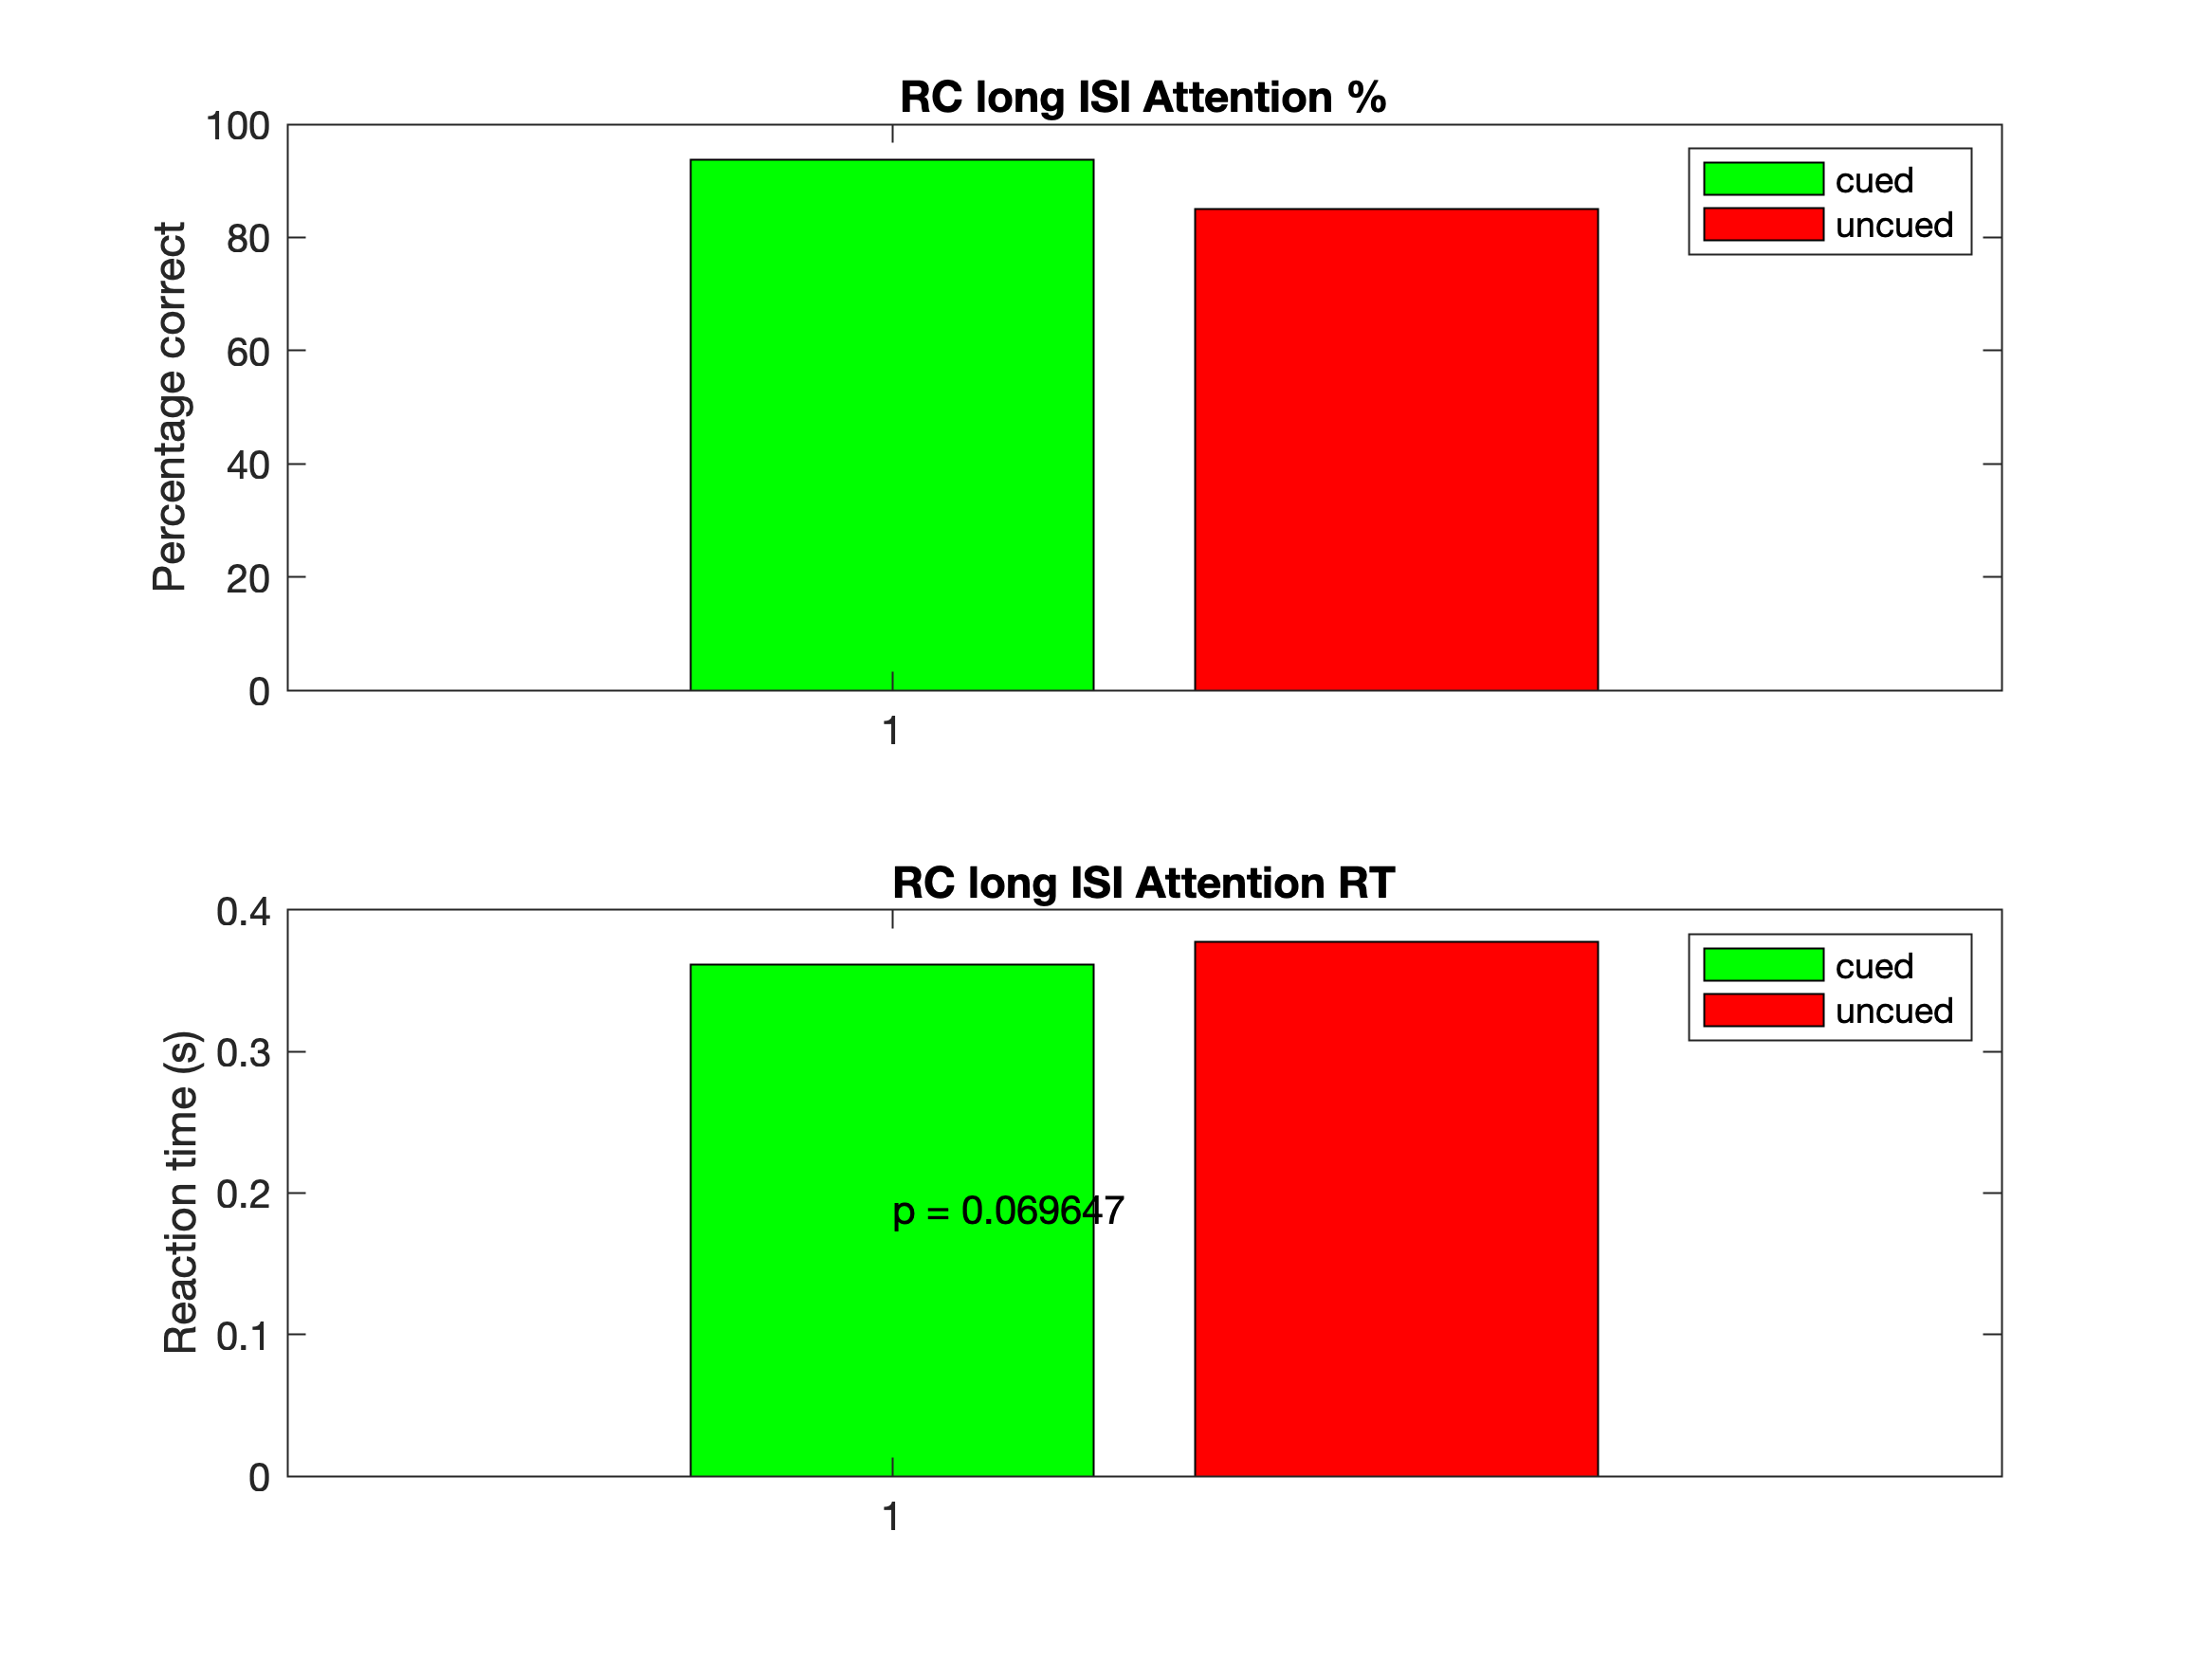 RC long ISI Attention %
100
80
60
40
20
0
Percentage correct
cued
uncued
1
RC long ISI Attention RT
0.4
0.3
0.2
0.1
0
Reaction time (s)
cued
uncued
p = 0.069647
1